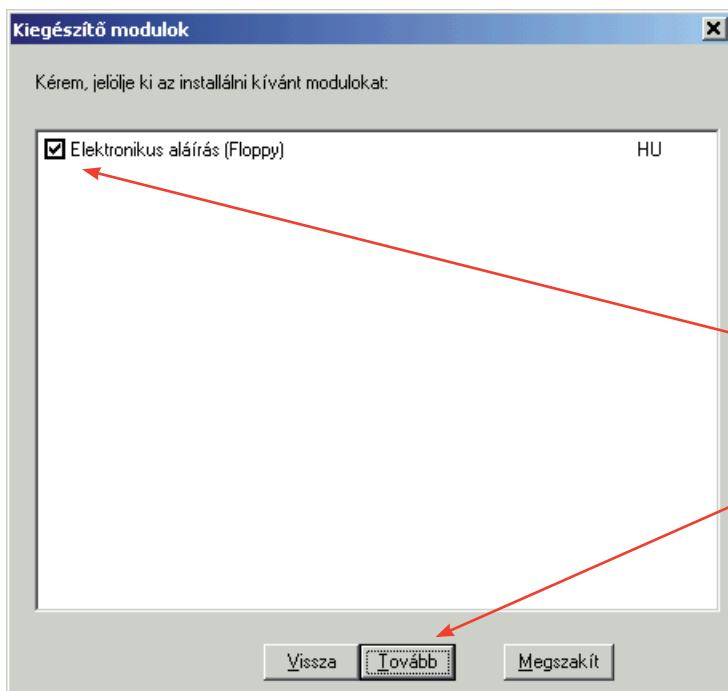 Kiegészítő modulok
Kérem, jelölje ki az installálni kívánt modulokat:
Elektronikus aláírás (Floppy) HU
Vissza Tovább Megszakít